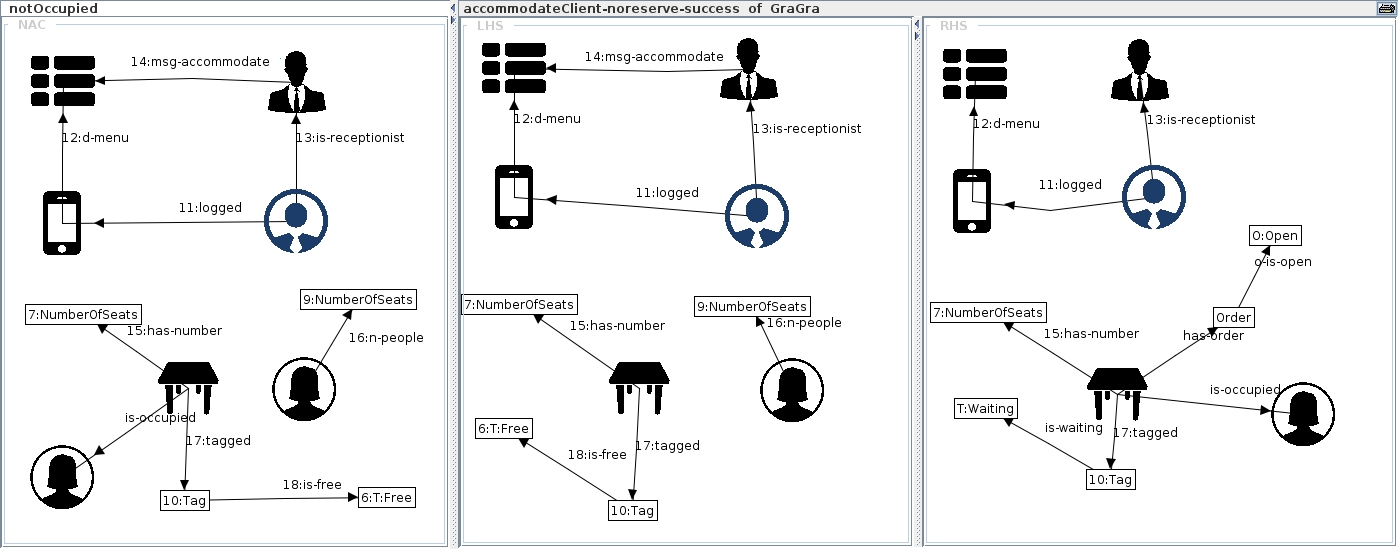 notOccupied
accommodateClient-noreserve-success of GraGra
NAC
14:msg-accommodate
12:d-menu
13:is-receptionist
11:logged
9:NumberOfSeats
7:NumberOfSeats
15:has-number
16:n-people
is-occupied
17:tagged
18:is-free
10:Tag
6:T:Free
LHS
14:msg-accommodate
12:d-menu
13:is-receptionist
11:logged
7:NumberOfSeats
9:NumberOfSeats
15:has-number
16:n-people
6:T:Free
18:is-free
17:tagged
10:Tag
RHS
12:d-menu
13:is-receptionist
11:logged
O:Open
o-is-open
7:NumberOfSeats
Order
15:has-number
has-order
is-occupied
T:Waiting
is-waiting
17:tagged
10:Tag